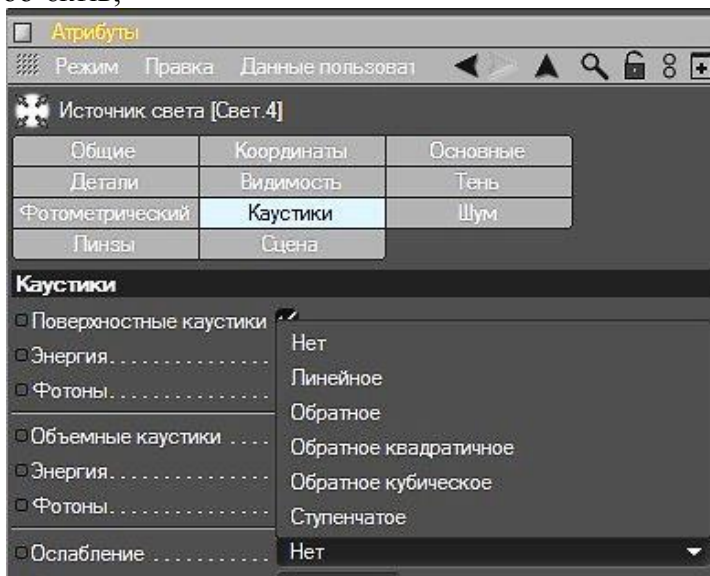 Атрибуты
Режим Правка Данные пользоват
Источник света [Свет.4]
Общие Координаты Основные
Детали Видимость Тень
Фотометрический Каустики Шум
Линзы Сцена
Каустики
Поверхностные каустики
Энергия
Фотоны
Объемные каустики
Энергия
Фотоны
Ослабление Нет
Нет
Линейное
Обратное
Обратное квадратичное
Обратное кубическое
Ступенчатое